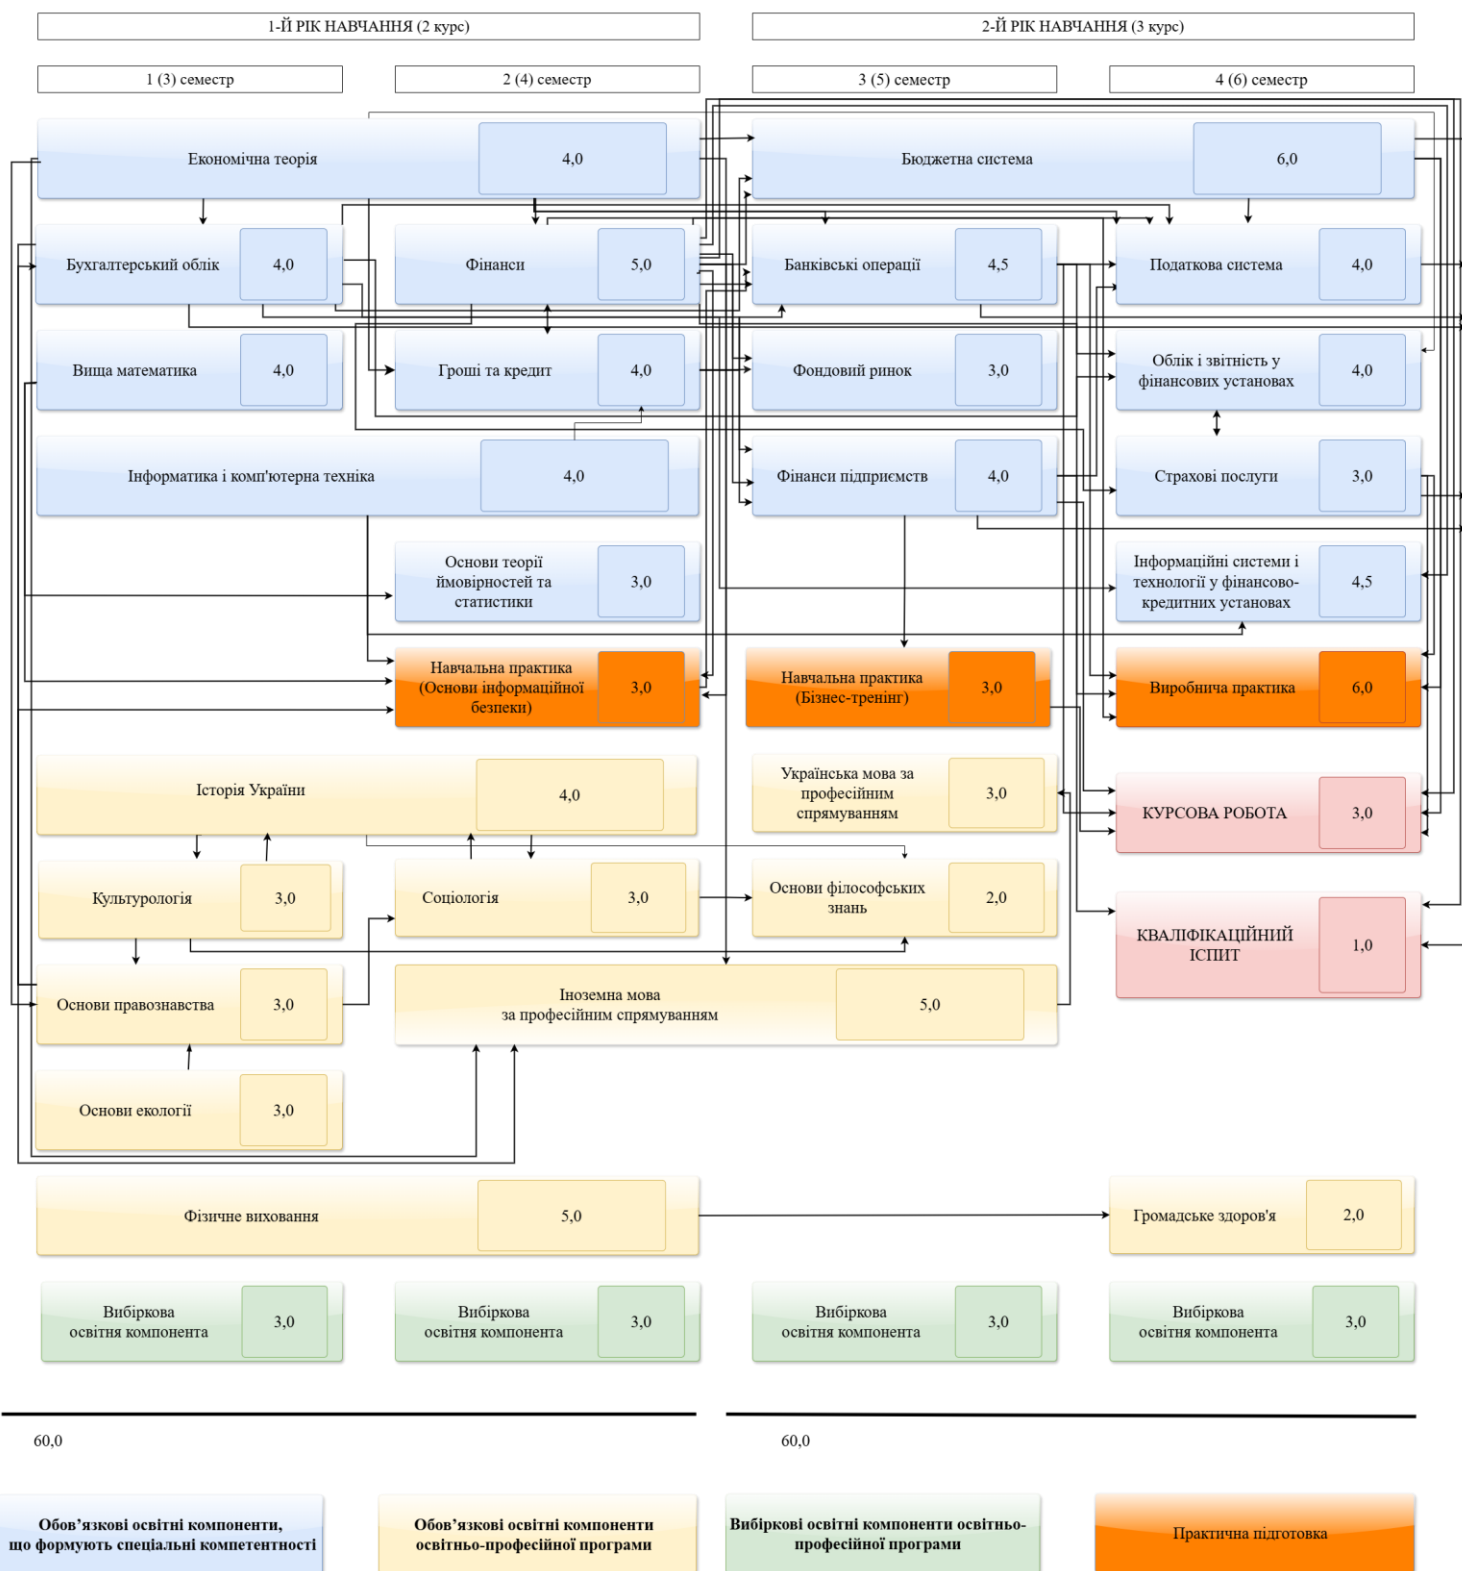 1-Й РІК НАВЧАННЯ (2 курс)
2-Й РІК НАВЧАННЯ (3 курс)
1 (3) семестр
2 (4) семестр
3 (5) семестр
4 (6) семестр
Економічна теорія
4,0
Бюджетна система
6,0
Бухгалтерський облік
4,0
Фінанси
5,0
Банківські операції
4,5
Податкова система
4,0
Вища математика
4,0
Гроші та кредит
4,0
Фондовий ринок
3,0
Облік і звітність у
фінансових установах
4,0
Інформатика і комп'ютерна техніка
4,0
Фінанси підприємств
4,0
Страхові послуги
3,0
Основи теорії
ймовірностей та
статистики
3,0
Інформаційні системи і
технології у фінансово-
кредитних установах
4,5
Навчальна практика
(Основи інформаційної
безпеки)
3,0
Навчальна практика
(Бізнес-тренінг)
3,0
Виробнича практика
6,0
Історія України
4,0
Українська мова за
професійним
спрямуванням
3,0
КУРСОВА РОБОТА
3,0
Культурологія
3,0
Соціологія
3,0
Основи філософських
знань
2,0
КВАЛІФІКАЦІЙНИЙ
ІСПИТ
1,0
Основи правознавства
3,0
Іноземна мова
за професійним спрямуванням
5,0
Основи екології
3,0
Фізичне виховання
5,0
Громадське здоров'я
2,0
Вибіркова
освітня компонента
3,0
Вибіркова
освітня компонента
3,0
Вибіркова
освітня компонента
3,0
Вибіркова
освітня компонента
3,0
60,0
60,0
Обов’язкові освітні компоненти,
що формують спеціальні компетентності
Обов’язкові освітні компоненти
освітньо-професійної програми
Вибіркові освітні компоненти освітньо-
професійної програми
Практична підготовка